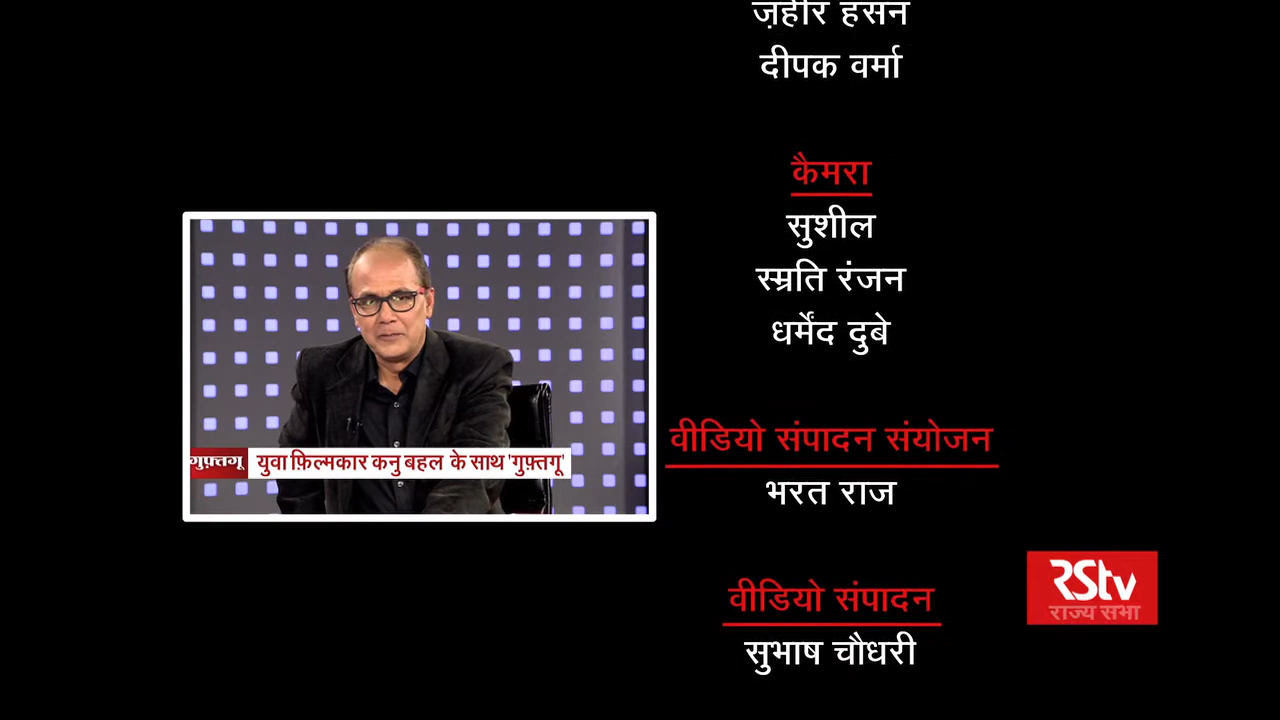 ज़हीर हसन
दीपक वर्मा
कैमरा
सुशील
स्म्रति रंजन
धर्मेंद दुबे
गुफ़्तगू युवा फ़िल्मकार कनु बहल के साथ 'गुफ़्तगू'
वीडियो संपादन संयोजन
भरत राज
वीडियो संपादन
सुभाष चौधरी
RStv
राज्य सभा